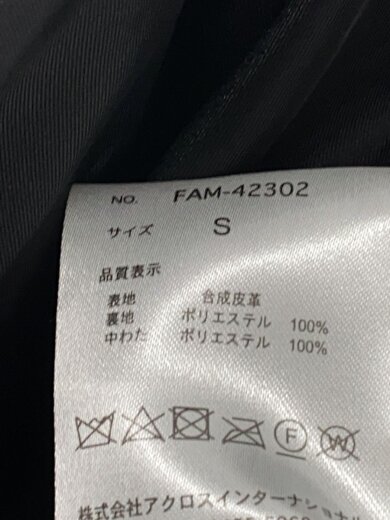 NO. FAM-42302
サイズ S
品質表示
表地 合成皮革
裏地 ポリエステル 100%
中わた ポリエステル 100%
F
W
株式会社アクロスインターナショナル